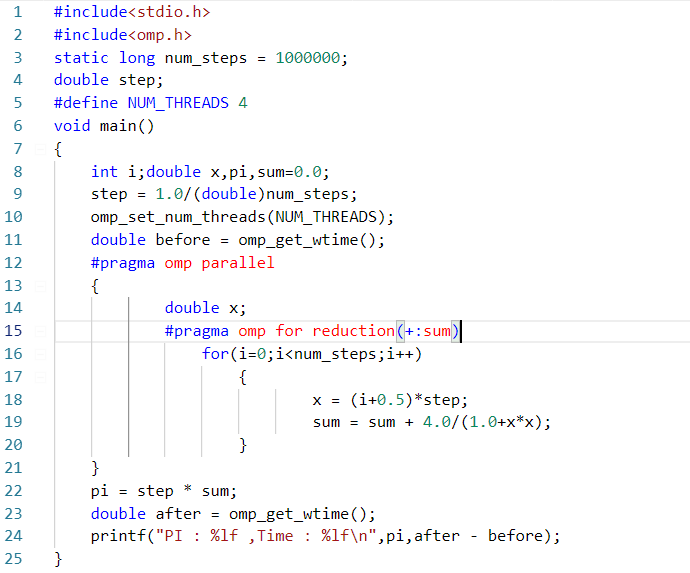 1 #include<stdio.h>
2 #include<omp.h>
3 static long num_steps = 1000000;
4 double step;
5 #define NUM_THREADS 4
6 void main()
7 {
8 int i;double x,pi,sum=0.0;
9 step = 1.0/(double)num_steps;
10 omp_set_num_threads(NUM_THREADS);
11 double before = omp_get_wtime();
12 #pragma omp parallel
13 {
14 double x;
15 #pragma omp for reduction(+:sum)
16 for(i=0;i<num_steps;i++)
17 {
18 x = (i+0.5)*step;
19 sum = sum + 4.0/(1.0+x*x);
20 }
21 }
22 pi = step * sum;
23 double after = omp_get_wtime();
24 printf("PI : %lf ,Time : %lf\n",pi,after - before);
25 }